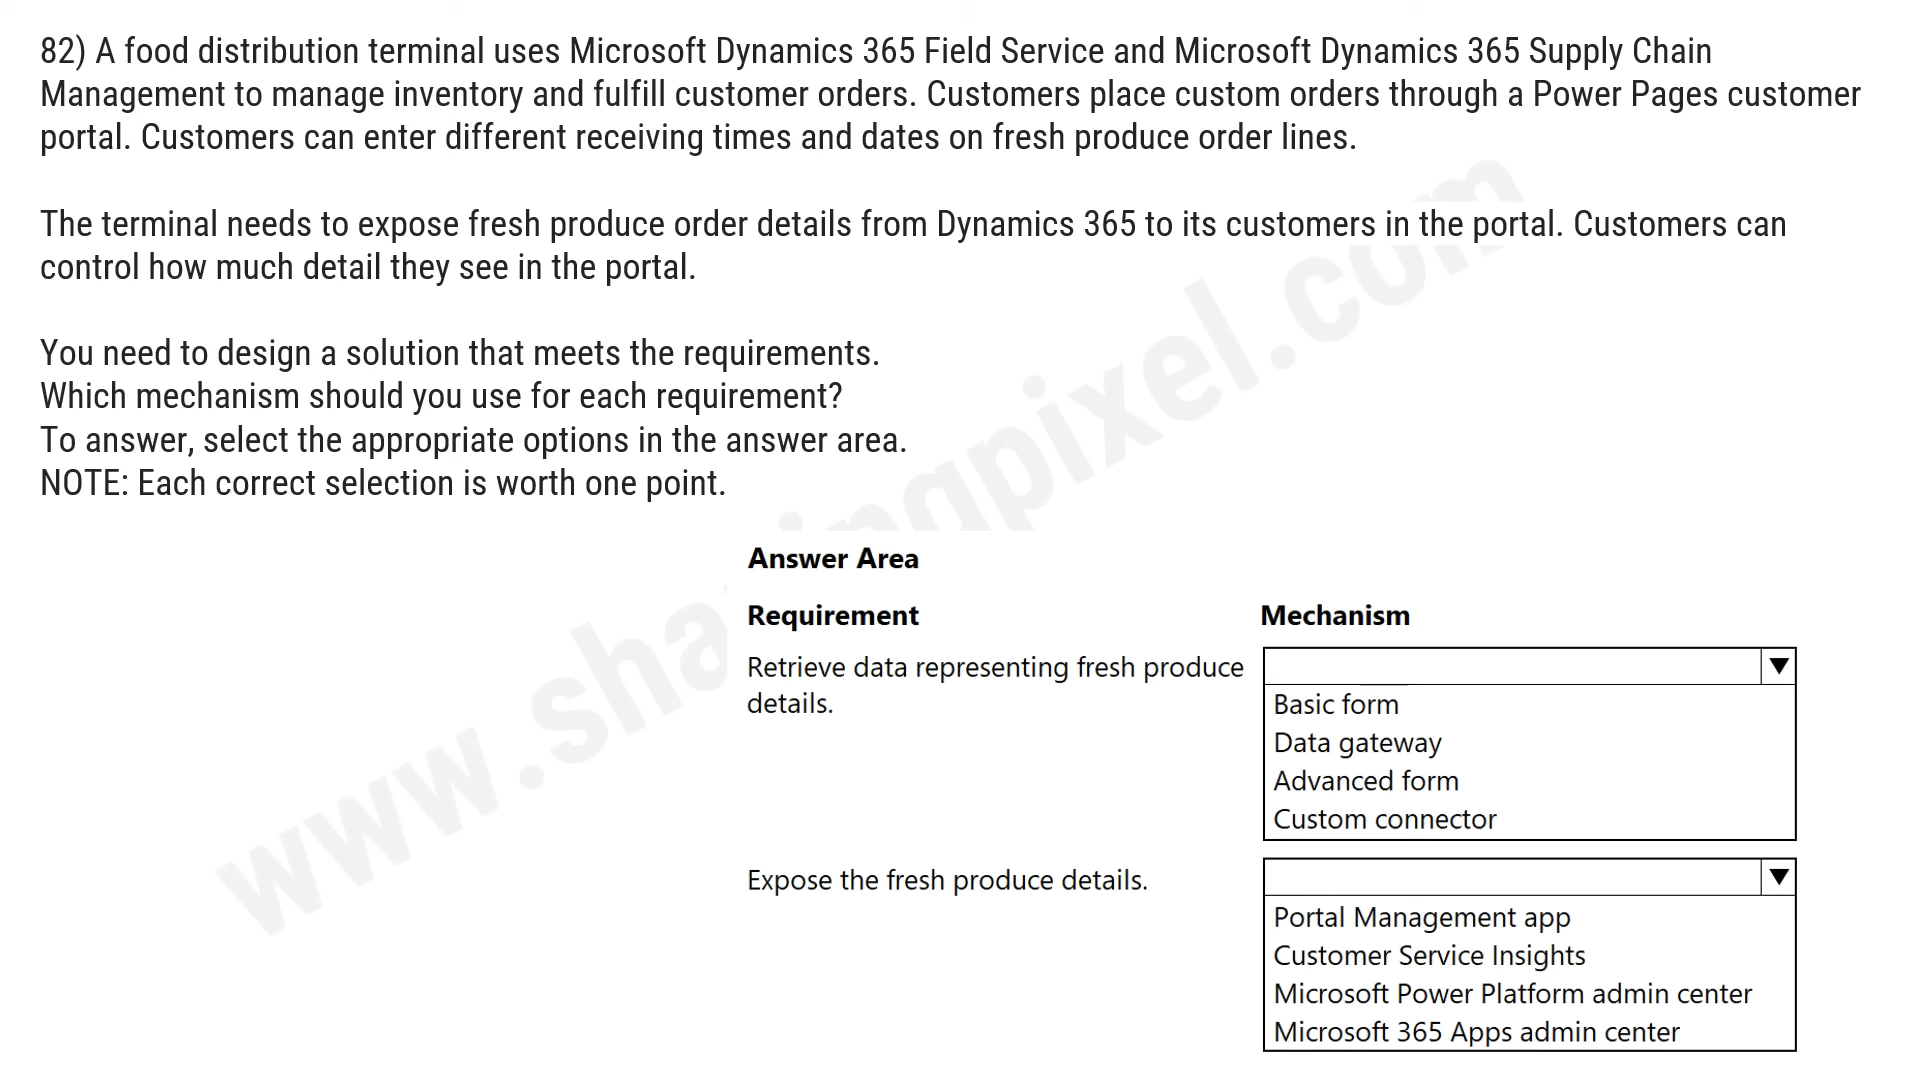 82) A food distribution terminal uses Microsoft Dynamics 365 Field Service and Microsoft Dynamics 365 Supply Chain
Management to manage inventory and fulfill customer orders. Customers place custom orders through a Power Pages customer
portal. Customers can enter different receiving times and dates on fresh produce order lines.
The terminal needs to expose fresh produce order details from Dynamics 365 to its customers in the portal. Customers can
control how much detail they see in the portal.
You need to design a solution that meets the requirements.
Which mechanism should you use for each requirement?
To answer, select the appropriate options in the answer area.
NOTE: Each correct selection is worth one point.
Answer Area
Requirement
Mechanism
Retrieve data representing fresh produce
details.
Basic form
Data gateway
Advanced form
Custom connector
Expose the fresh produce details.
Portal Management app
Customer Service Insights
Microsoft Power Platform admin center
Microsoft 365 Apps admin center